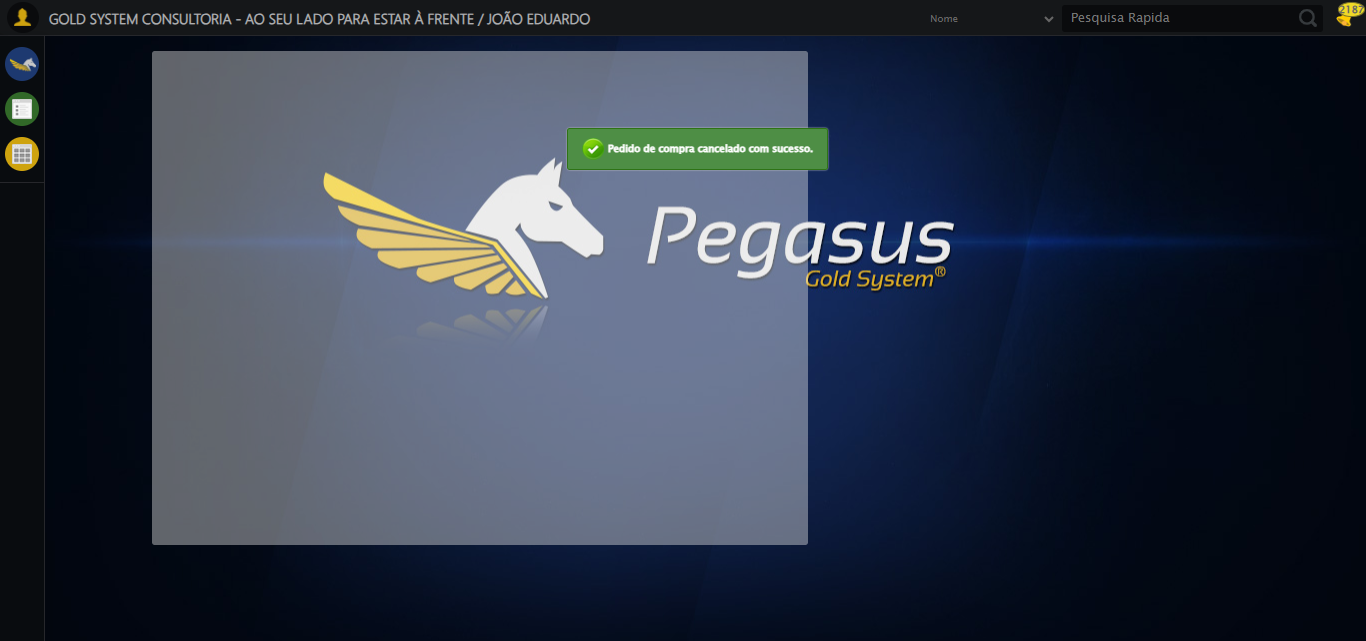 GOLD SYSTEM CONSULTORIA - AO SEU LADO PARA ESTAR À FRENTE / JOÃO EDUARDO
Nome
Pesquisa Rapida
2187
Pedido de compra cancelado com sucesso.
Pegasus
Gold System®